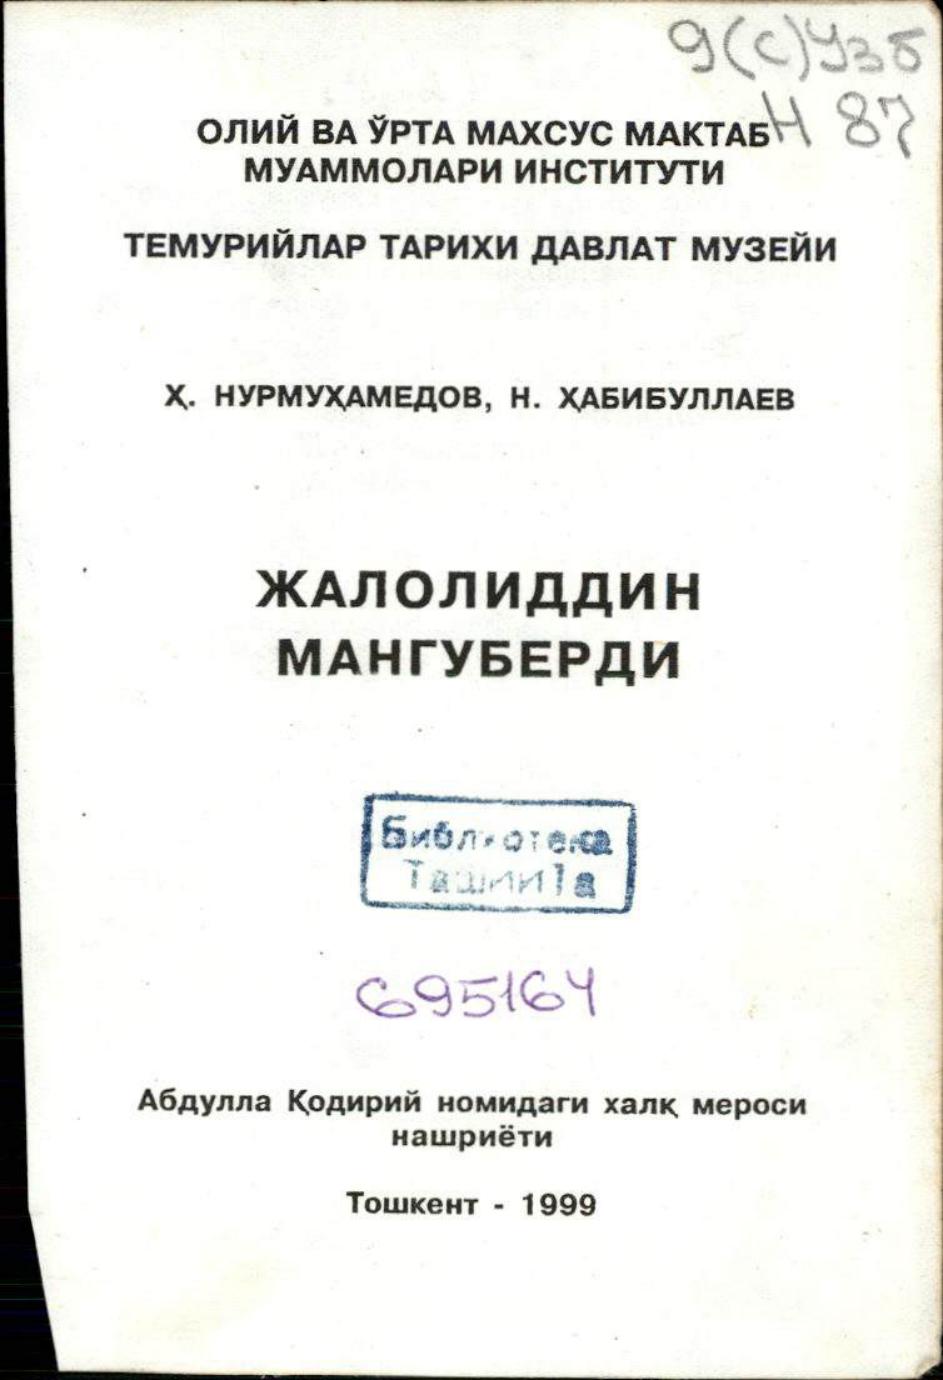 9(с)Узб
Н 87
ОЛИЙ ВА ЎРТА МАХСУС МАКТАБ
МУАММОЛАРИ ИНСТИТУТИ
ТЕМУРИЙЛАР ТАРИХИ ДАВЛАТ МУЗЕЙИ
Ҳ. НУРМУҲАМЕДОВ, Н. ҲАБИБУЛЛАЕВ
ЖАЛОЛИДДИН
МАНГУБЕРДИ
Библиотека
695164
Абдулла Қодирий номидаги халқ мероси
нашриёти
Тошкент - 1999